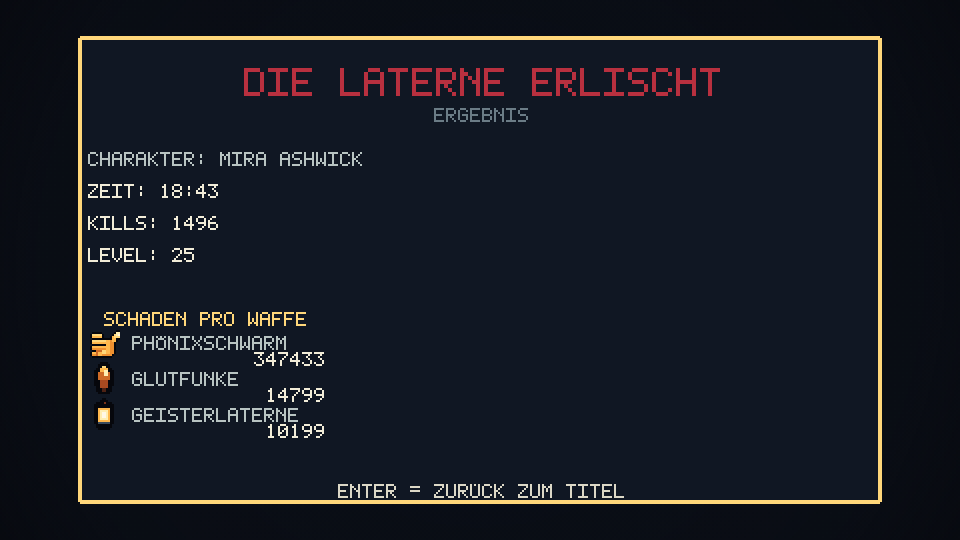 DIE LATERNE ERLISCHT
ERGEBNIS
CHARAKTER: MIRA ASHWICK
ZEIT: 18:43
KILLS: 1496
LEVEL: 25
SCHADEN PRO WAFFE
PHÖNIXSCHWARM
347433
GLUTFUNKE
14799
GEISTERLATERNE
10199
ENTER = ZURÜCK ZUM TITEL